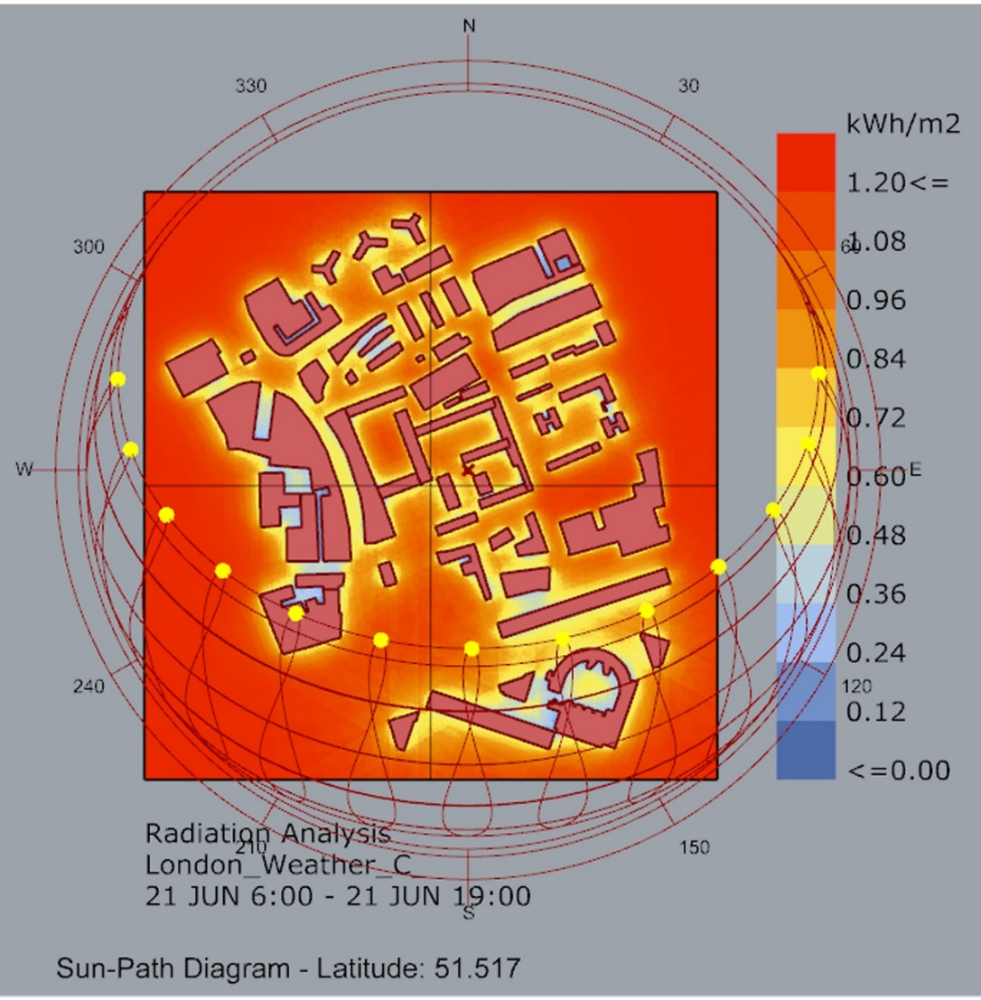 N
330
30
kWh/m2
1.20<=
300
60
1.08
0.96
0.84
0.72
W
E
0.60
0.48
0.36
0.24
240
120
0.12
<=0.00
Radiation Analysis
210
150
London_Weather_C_
21 JUN 6:00 - 21 JUN 19:00
S
Sun-Path Diagram - Latitude: 51.517